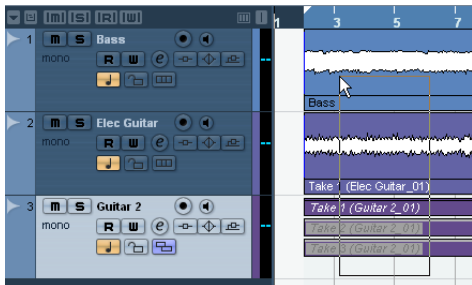 M S R W
1 3 5 7
1 M S Bass
mono R W e
Bass
2 M S Elec Guitar
mono R W e
Take 1 (Elec Guitar_01)
3 M S Guitar 2
mono R W e
Take 1 (Guitar 2_01)
Take 2 (Guitar 2_01)
Take 3 (Guitar 2_01)